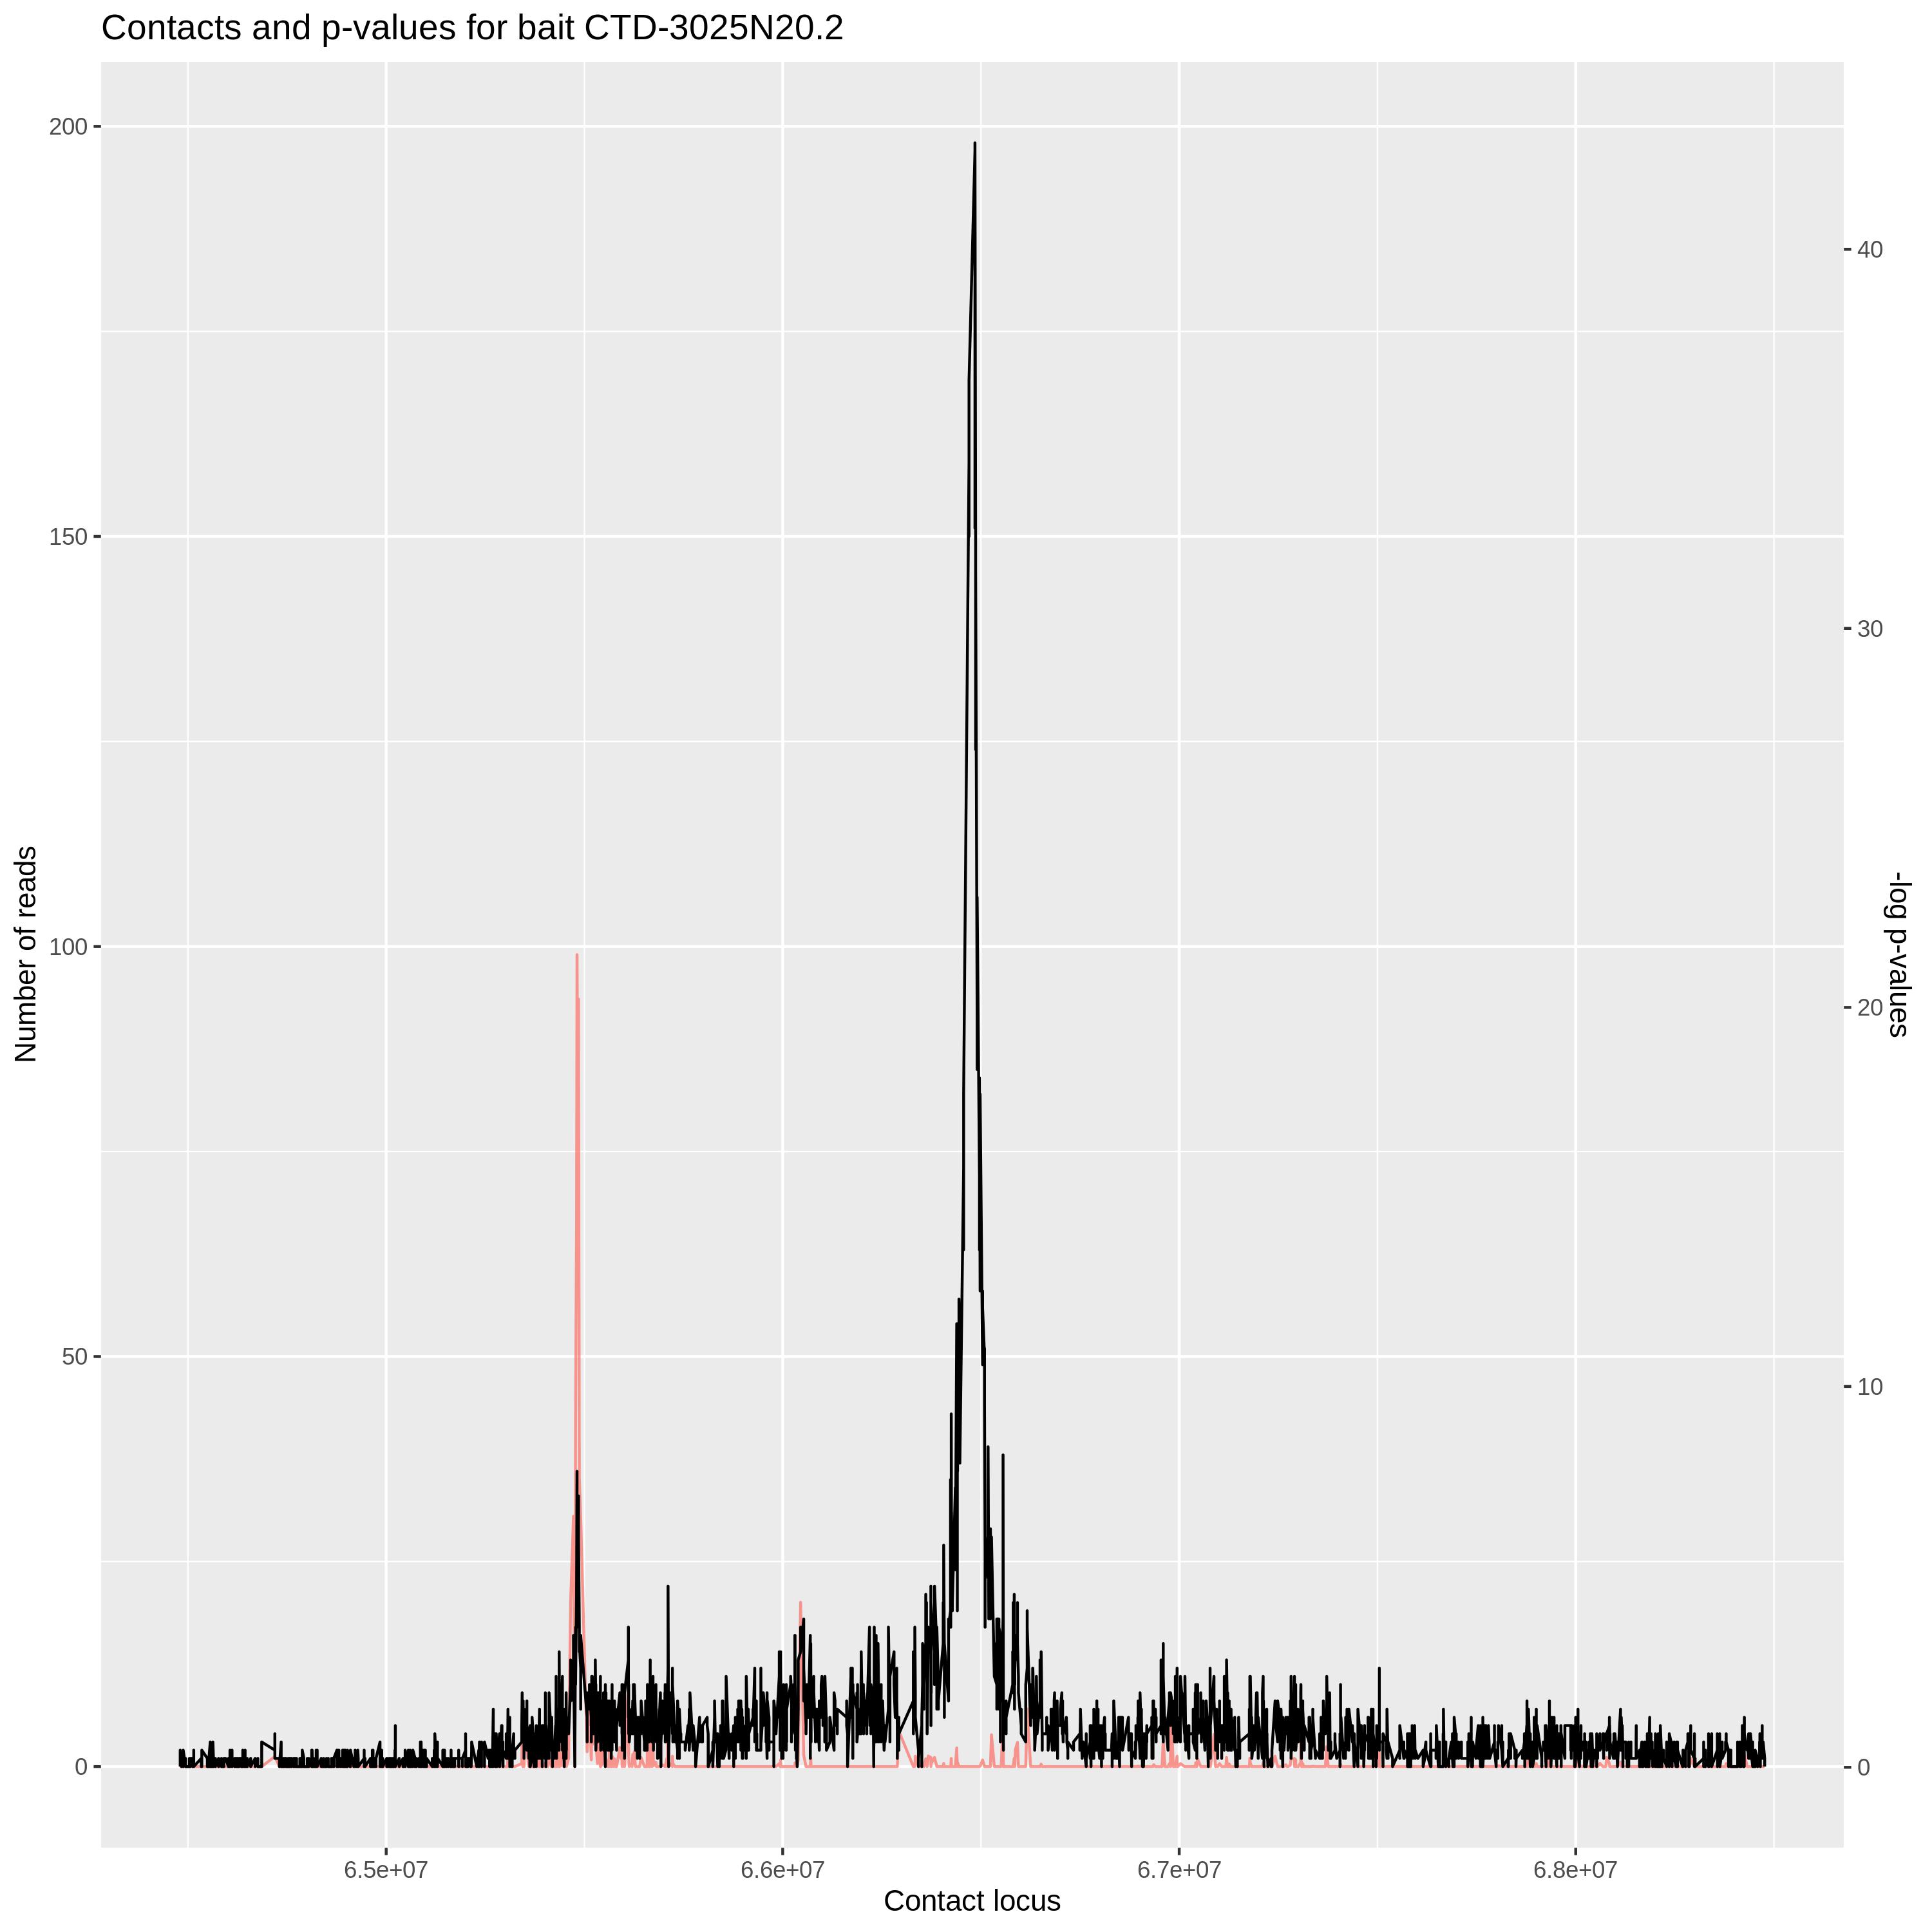 Contacts and p-values for bait CTD-3025N20.2
200
150
100
50
0
Number of reads
40
30
20
10
0
-log p-values
6.5e+07
6.6e+07
6.7e+07
6.8e+07
Contact locus